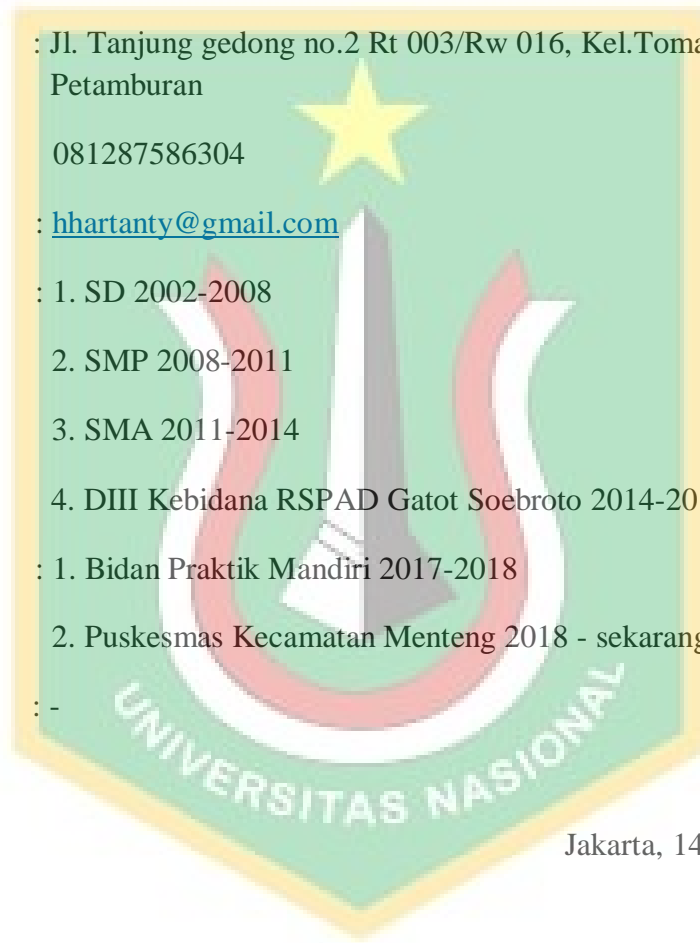 : Jl. Tanjung gedong no.2 Rt 003/Rw 016, Kel.Toma
Petamburan
081287586304
: hhartanty@gmail.com
: 1. SD 2002-2008
2. SMP 2008-2011
3. SMA 2011-2014
4. DIII Kebidana RSPAD Gatot Soebroto 2014-20
: 1. Bidan Praktik Mandiri 2017-2018
2. Puskesmas Kecamatan Menteng 2018 - sekarang
: -
UNIVERSITAS NASIONAL
Jakarta, 14